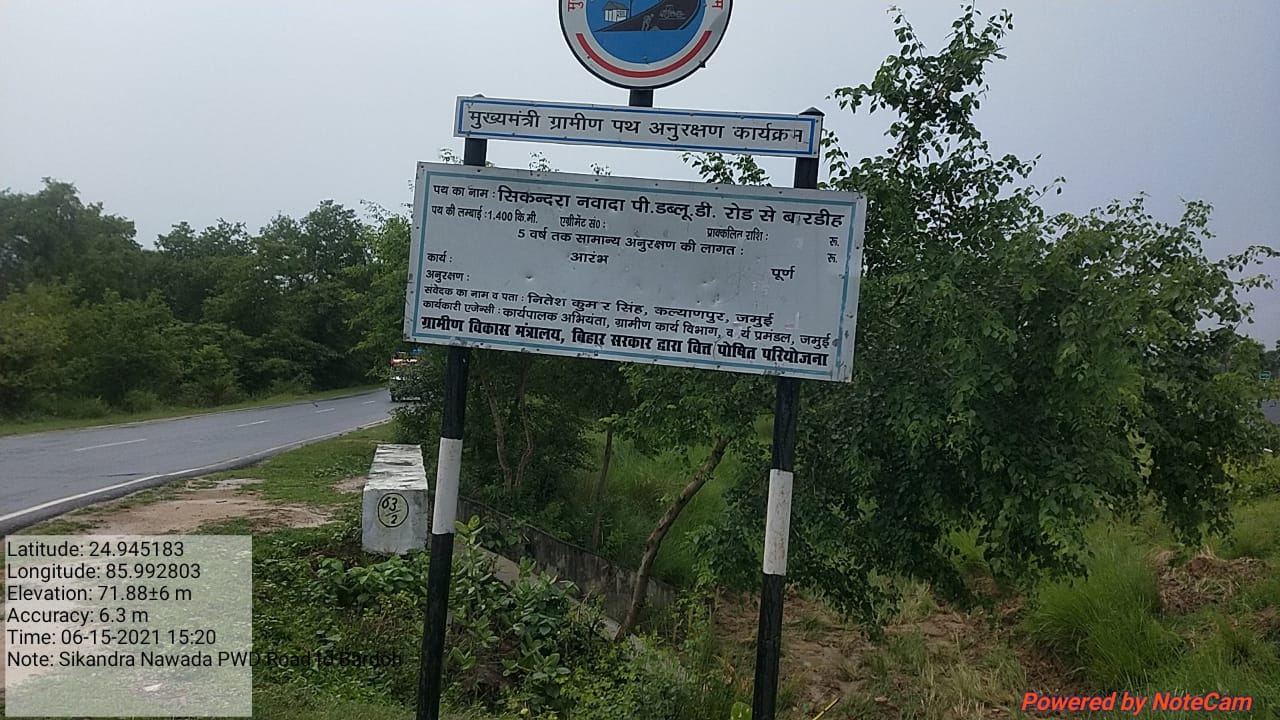 मुख्यमंत्री ग्रामीण पथ अनुरक्षण कार्यक्रम
पथ का नाम : सिकन्दरा नवादा पी.डब्लू.डी. रोड से बारडीह
पथ की लम्बाई : 1.400 कि.मी. एग्रीमेंट सं० : प्राक्कलित राशि : रू.
5 वर्ष तक सामान्य अनुरक्षण की लागत : रू.
कार्य : आरंभ पूर्ण
अनुरक्षण :
संवेदक का नाम व पता : नितेश कुमार सिंह, कल्याणपुर, जमुई
कार्यकारी एजेन्सी : कार्यपालक अभियंता, ग्रामीण कार्य विभाग, कार्य प्रमंडल, जमुई
ग्रामीण विकास मंत्रालय, बिहार सरकार द्वारा वित्त पोषित परियोजना
63/2
Latitude: 24.945183
Longitude: 85.992803
Elevation: 71.88±6 m
Accuracy: 6.3 m
Time: 06-15-2021 15:20
Note: Sikandra Nawada PWD Road to Bardoh
Powered by NoteCam